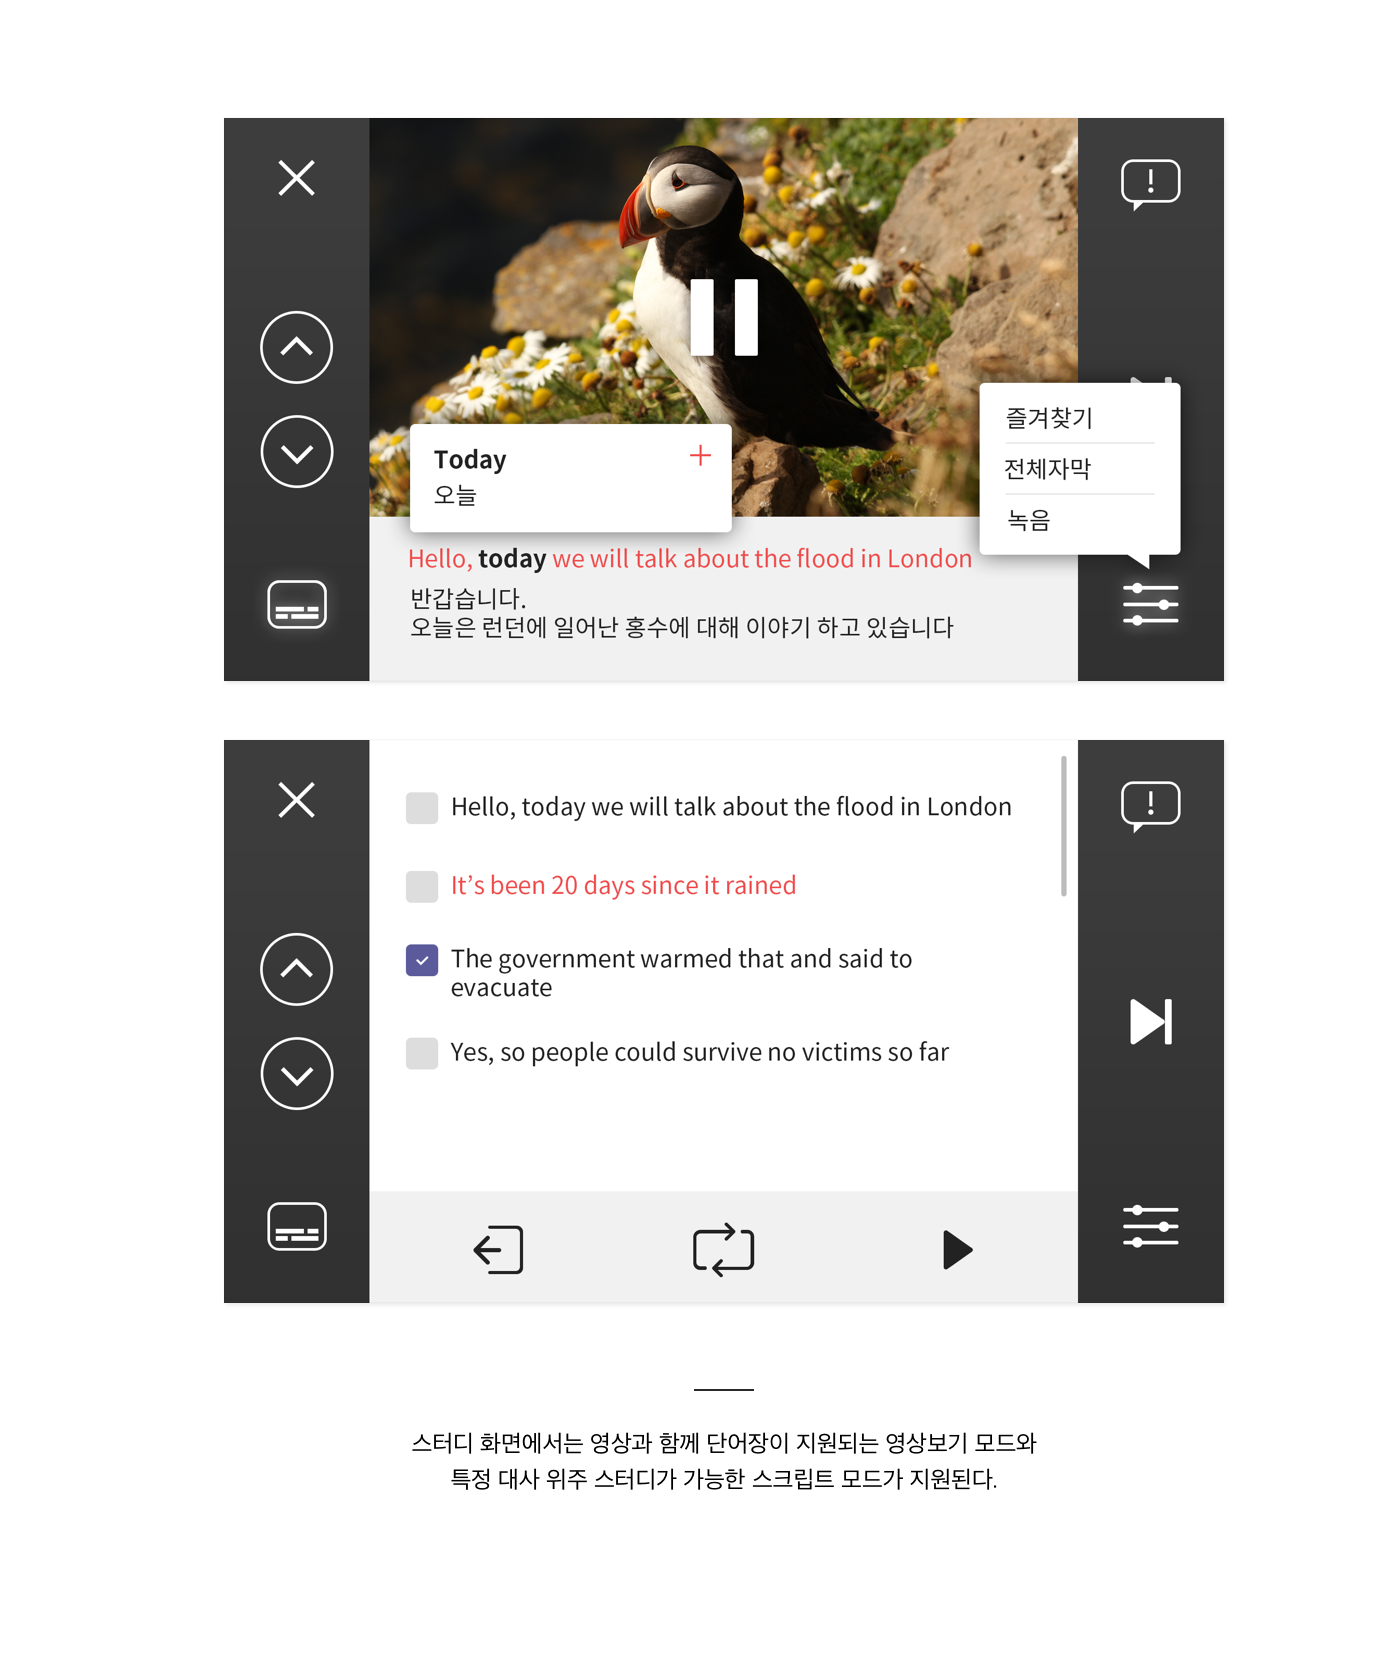 Today
오늘
즐겨찾기
전체자막
녹음
Hello, today we will talk about the flood in London
반갑습니다.
오늘은 런던에 일어난 홍수에 대해 이야기 하고 있습니다
Hello, today we will talk about the flood in London
It's been 20 days since it rained
The government warmed that and said to
evacuate
Yes, so people could survive no victims so far
스터디 화면에서는 영상과 함께 단어장이 지원되는 영상보기 모드와
특정 대사 위주 스터디가 가능한 스크립트 모드가 지원된다.